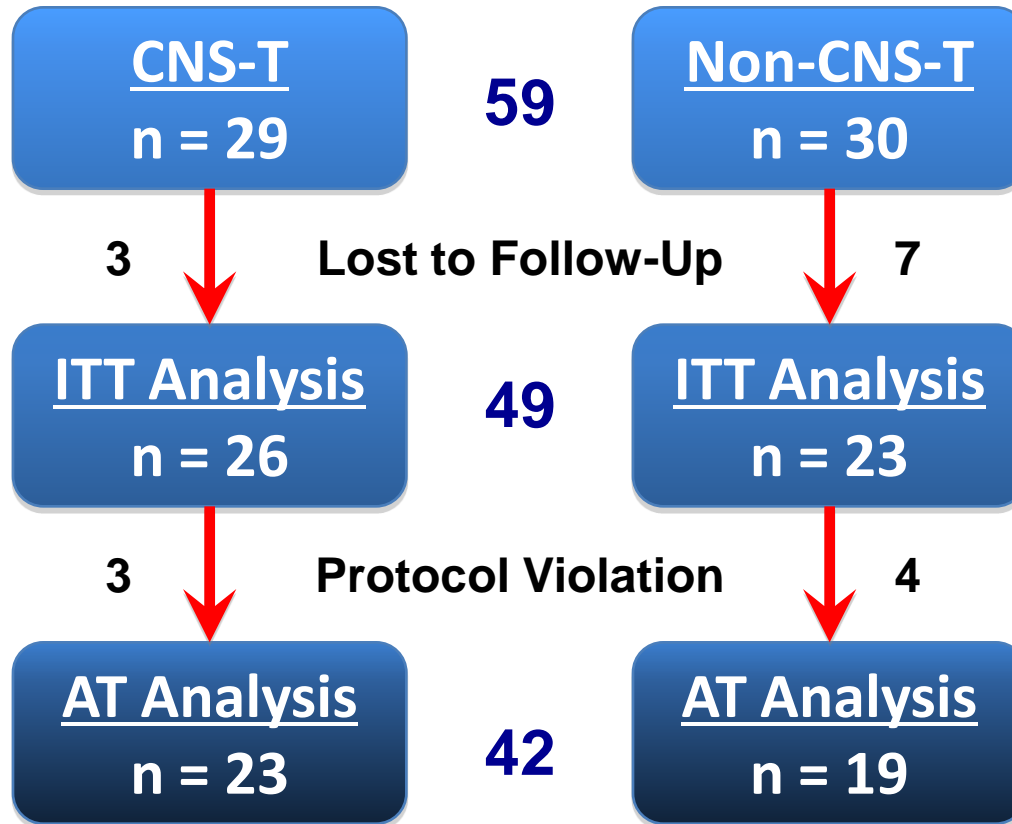 CNS-T
n = 29
59
Non-CNS-T
n = 30
3
Lost to Follow-Up
7
ITT Analysis
n = 26
49
ITT Analysis
n = 23
3
Protocol Violation
4
AT Analysis
n = 23
42
AT Analysis
n = 19